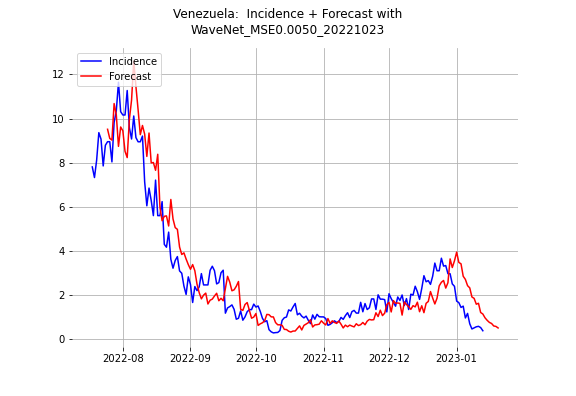 Venezuela:  Incidence + Forecast with
WaveNet_MSE0.0050_20221023
Incidence
Forecast
12
10
8
6
4
2
0
2022-08 2022-09 2022-10 2022-11 2022-12 2023-01